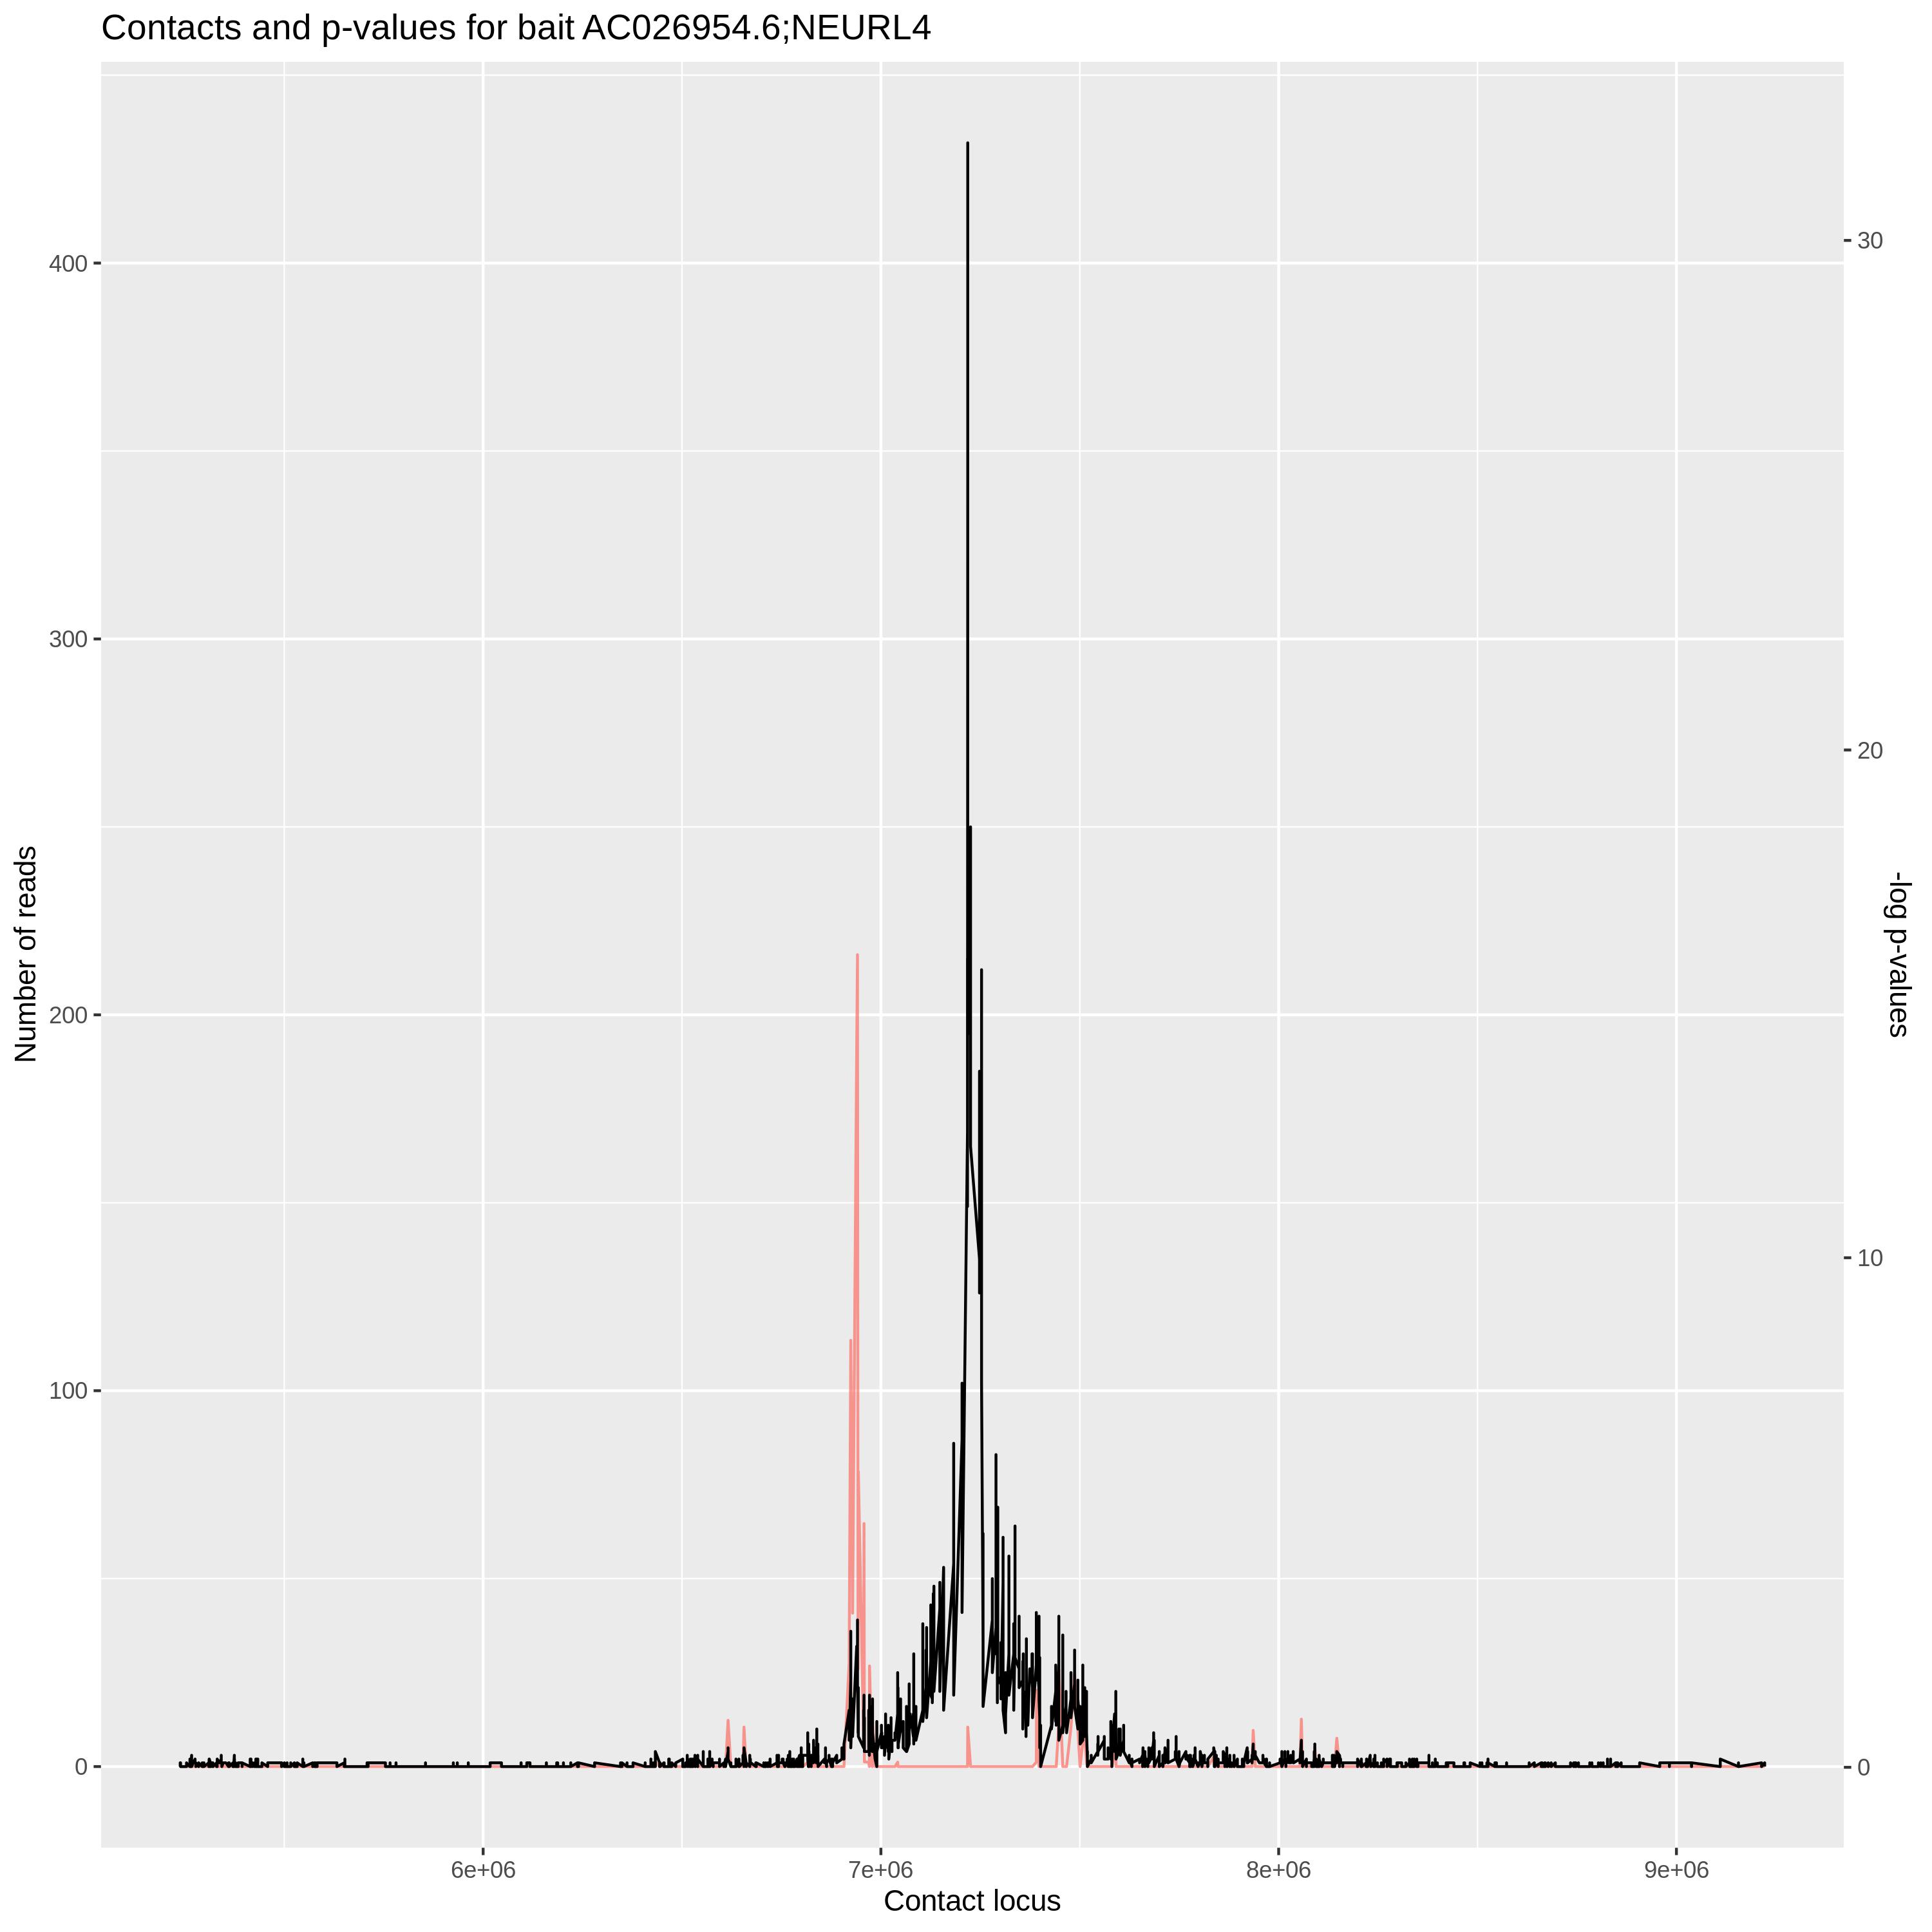 Contacts and p-values for bait AC026954.6;NEURL4
400
300
200
100
0
Number of reads
30
20
10
0
-log p-values
6e+06
7e+06
8e+06
9e+06
Contact locus